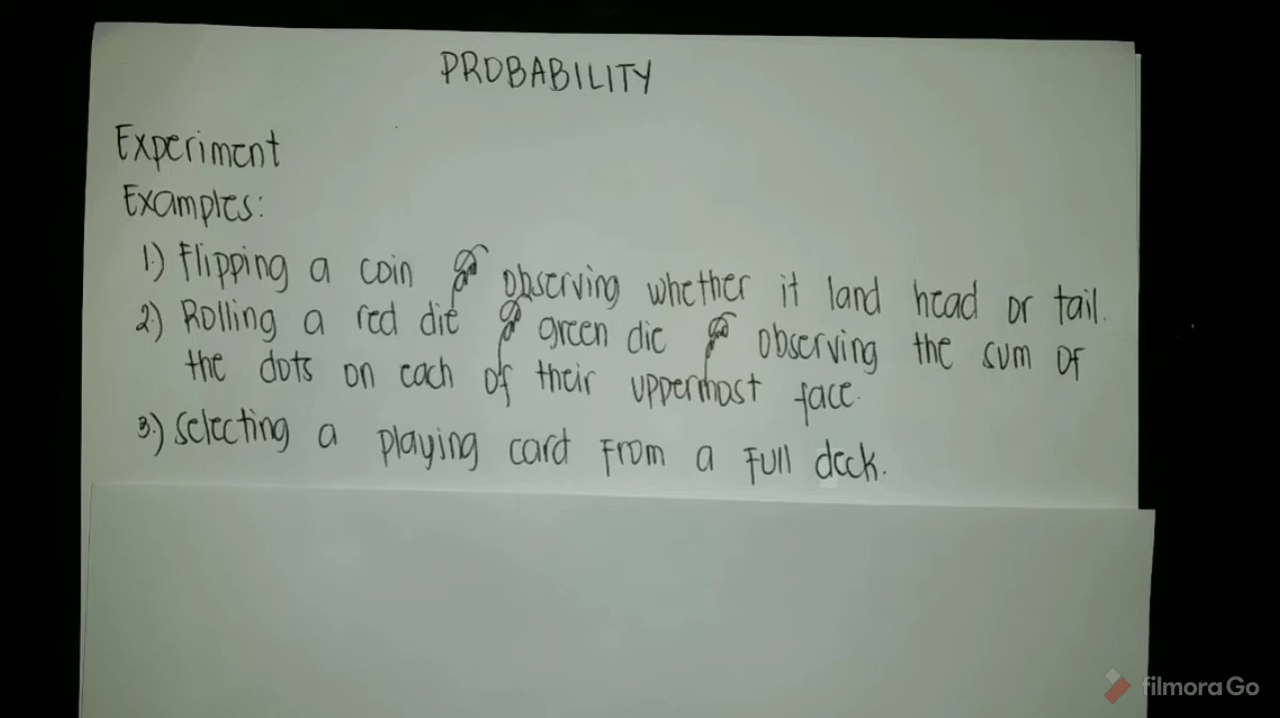 PROBABILITY
Experiment
Examples:
1.) Flipping a coin & observing whether it land head or tail.
2.) Rolling a red die & green die & observing the sum of
the dots on each of their uppermost face.
3.) Selecting a playing card from a full deck.
filmoraGo